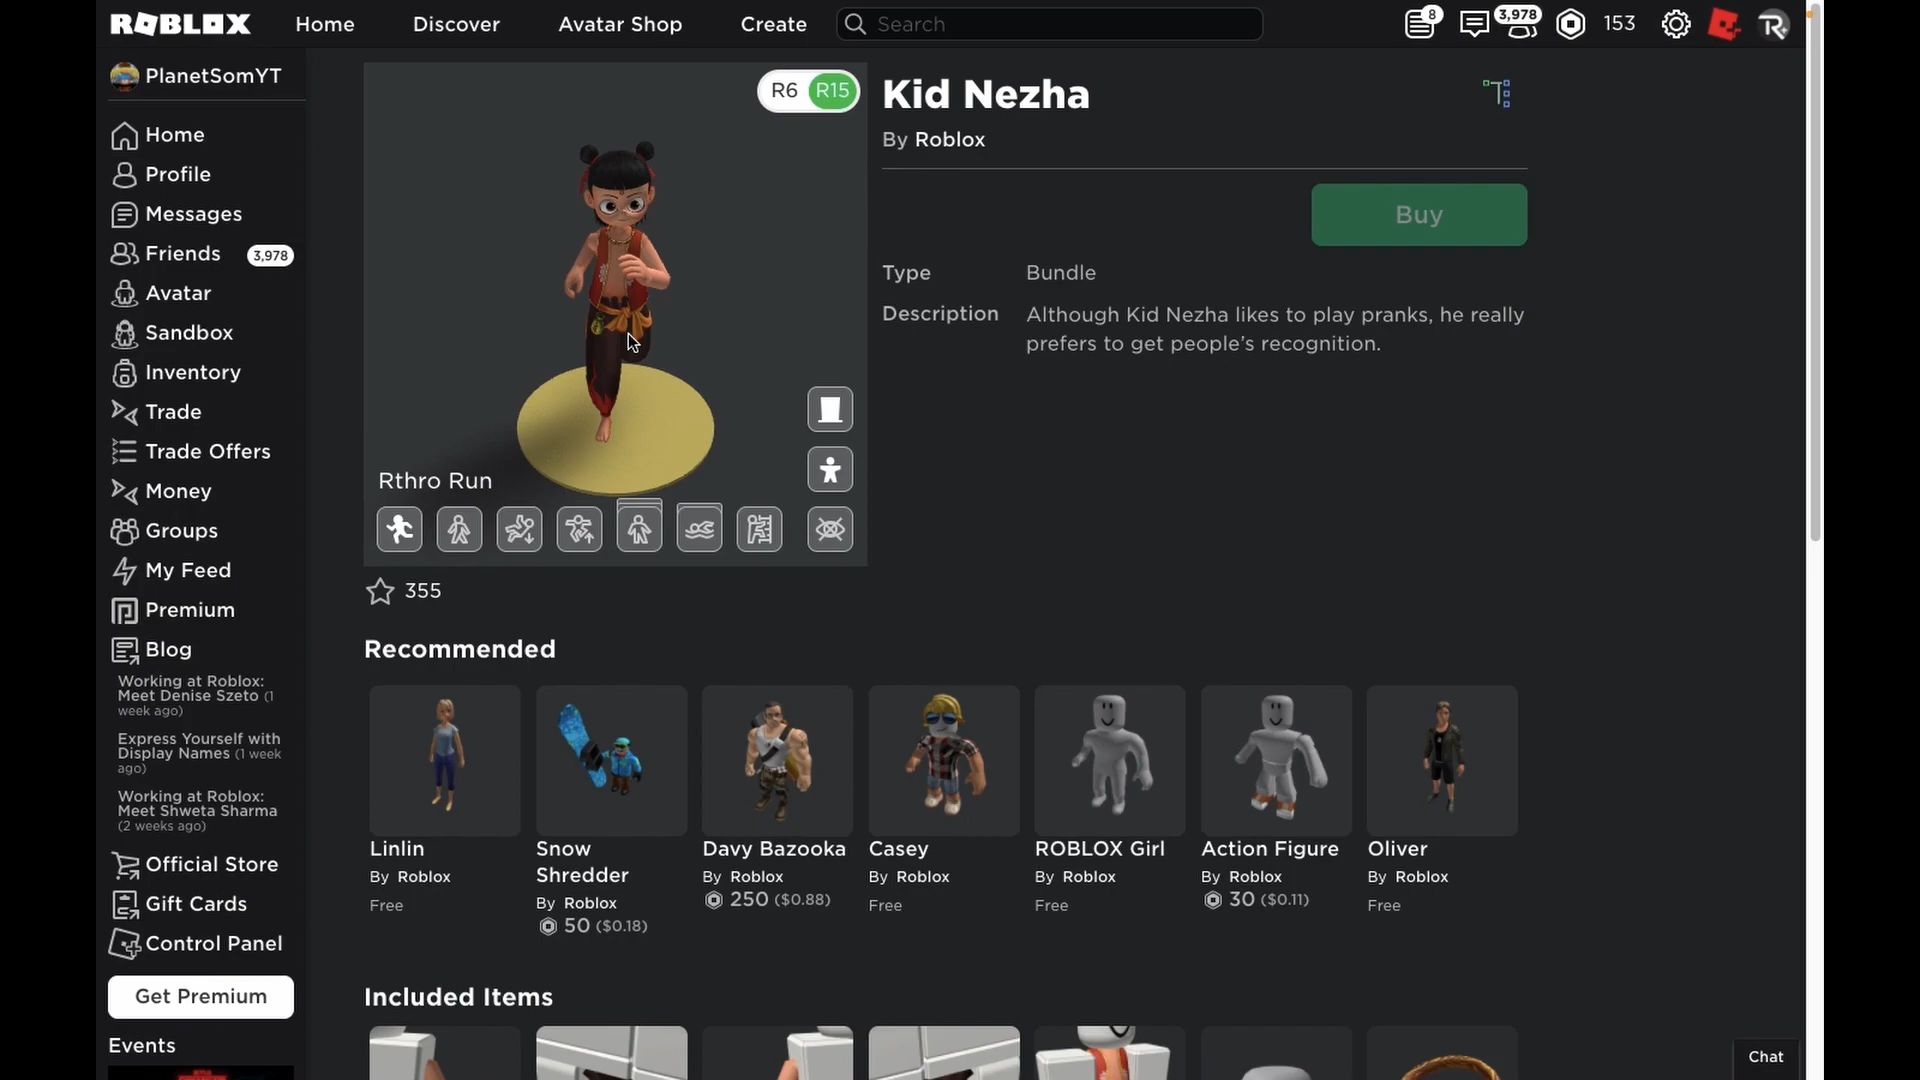 ROBLOX
Home
Discover
Avatar Shop
Create
Search
8
3,978
153
PlanetSomYT
Home
Profile
Messages
Friends
3,978
Avatar
Sandbox
Inventory
Trade
Trade Offers
Money
Groups
My Feed
Premium
Blog
Working at Roblox:
Meet Denise Szeto (1
week ago)
Express Yourself with
Display Names (1 week
ago)
Working at Roblox:
Meet Shweta Sharma
(2 weeks ago)
Official Store
Gift Cards
Control Panel
Get Premium
Events
R6
R15
Rthro Run
355
Kid Nezha
By Roblox
Buy
Type
Bundle
Description
Although Kid Nezha likes to play pranks, he really
prefers to get people’s recognition.
Recommended
Linlin
By Roblox
Free
Snow
Shredder
By Roblox
50 ($0.18)
Davy Bazooka
By Roblox
250 ($0.88)
Casey
By Roblox
Free
ROBLOX Girl
By Roblox
Free
Action Figure
By Roblox
30 ($0.11)
Oliver
By Roblox
Free
Included Items
Chat